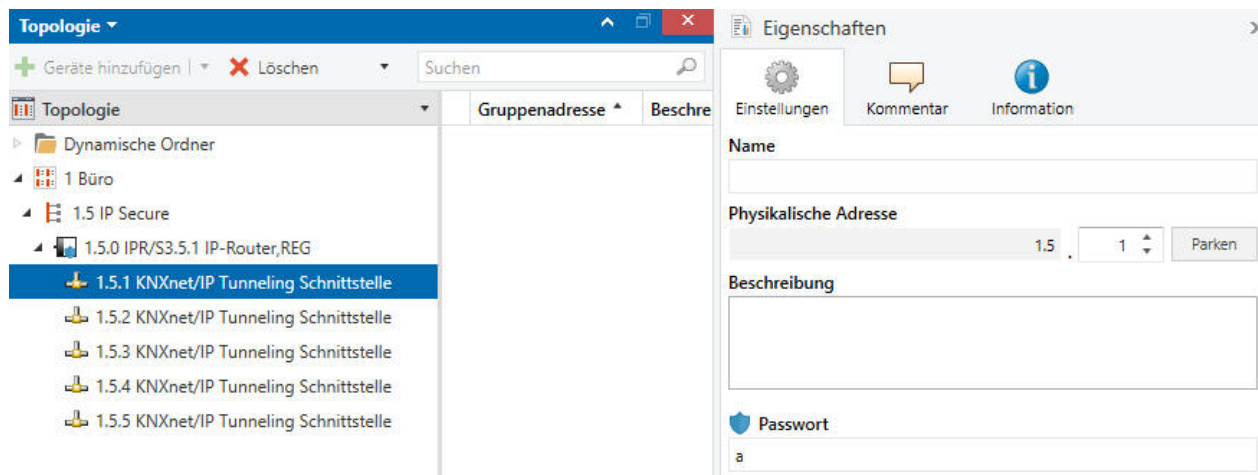 Topologie
Geräte hinzufügen
Löschen
Suchen
Topologie
Gruppenadresse
Beschre
Dynamische Ordner
1 Büro
1.5 IP Secure
1.5.0 IPR/S3.5.1 IP-Router,REG
1.5.1 KNXnet/IP Tunneling Schnittstelle
1.5.2 KNXnet/IP Tunneling Schnittstelle
1.5.3 KNXnet/IP Tunneling Schnittstelle
1.5.4 KNXnet/IP Tunneling Schnittstelle
1.5.5 KNXnet/IP Tunneling Schnittstelle
Eigenschaften
Einstellungen
Kommentar
Information
Name
Physikalische Adresse
1.5 . 1 Parken
Beschreibung
Passwort
a